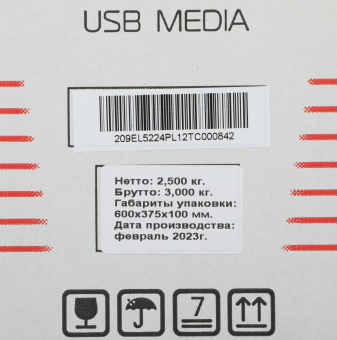 USB MEDIA
209EL5224PL12TC000842
Нетто: 2,500 кг.
Брутто: 3,000 кг.
Габариты упаковки:
600х375х100 мм.
Дата производства:
февраль 2023г.
7